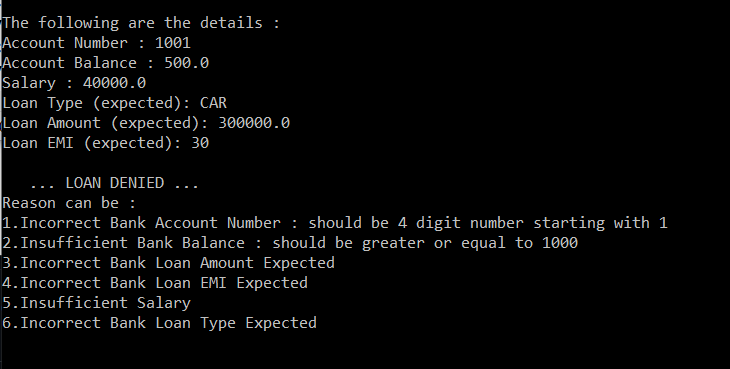 The following are the details :
Account Number : 1001
Account Balance : 500.0
Salary : 40000.0
Loan Type (expected): CAR
Loan Amount (expected): 300000.0
Loan EMI (expected): 30
... LOAN DENIED ...
Reason can be :
1.Incorrect Bank Account Number : should be 4 digit number starting with 1
2.Insufficient Bank Balance : should be greater or equal to 1000
3.Incorrect Bank Loan Amount Expected
4.Incorrect Bank Loan EMI Expected
5.Insufficient Salary
6.Incorrect Bank Loan Type Expected